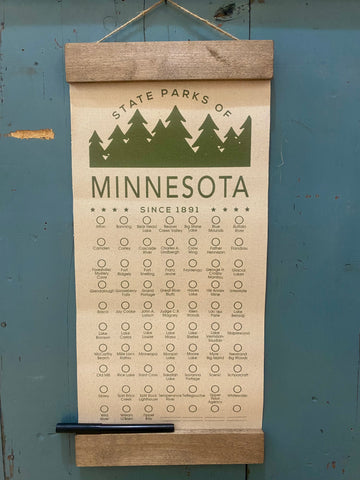 STATE PARKS OF
MINNESOTA
SINCE 1891
Afton
Banning
Bear Head
Lake
Beaver
Creek Valley
Big Stone
Lake
Blue
Mounds
Buffalo
River
Camden
Carley
Cascade
River
Charles A.
Lindbergh
Crow
Wing
Father
Hennepin
Flandrau
Forestville/
Mystery
Cave
Fort
Ridgely
Fort
Snelling
Franz
Jevne
Frontenac
George H.
Crosby
Manitou
Glacial
Lakes
Glendalough
Gooseberry
Falls
Grand
Portage
Great River
Bluffs
Hayes
Lake
Itasca
Jay Cooke
John A.
Latsch
Judge C.R.
Magney
Kilen
Woods
Lac qui
Parle
Lake
Bemidji
Lake
Bronson
Lake
Carlos
Lake
Louise
Lake
Maria
Lake
Shetek
Lake
Vermilion
Soudan
Maplewood
McCarthy
Beach
Mille Lacs
Kathio
Minneopa
Monson
Lake
Moose
Lake
Myre
Big Island
Nerstrand
Big Woods
Old Mill
Rice Lake
Saint Croix
Sakatah
Lake
Savanna
Portage
Scenic
Schoolcraft
Sibley
Split Rock
Creek
Split Rock
Lighthouse
Temperance
River
Tettegouche
Upper
Sioux
Agency
Whitewater
Wild
River
William
O'Brien
Zippel
Bay